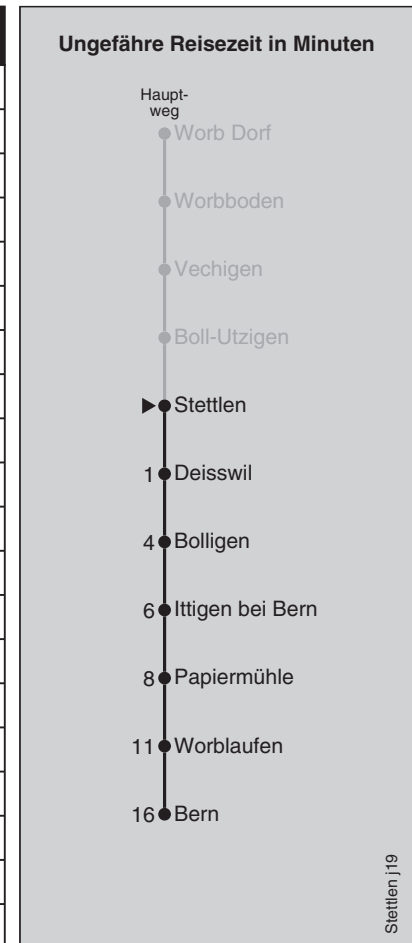 Ungefähre Reisezeit in Minuten
Haupt-
weg
Worb Dorf
Worbboden
Vechigen
Boll-Utzigen
Stettlen
1 Deisswil
4 Bolligen
6 Ittigen bei Bern
8 Papiermühle
11 Worblaufen
16 Bern
Stettlen j19